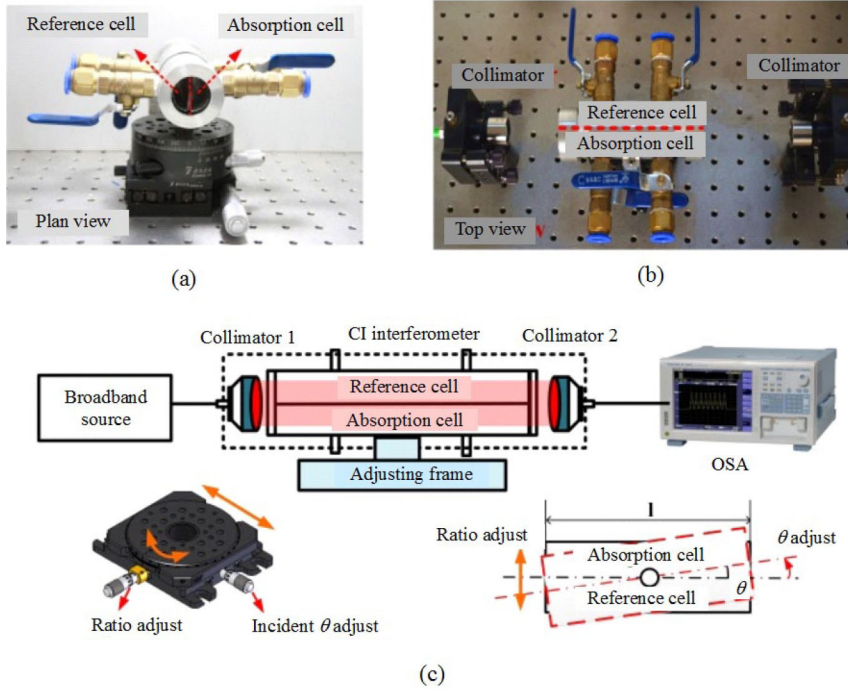 Reference cell
Absorption cell
Plan view
(a)
Collimator
Collimator
Reference cell
Absorption cell
Top view
(b)
Collimator 1
CI interferometer
Collimator 2
Broadband
source
Reference cell
Absorption cell
Adjusting frame
OSA
Ratio adjust
Incident θ adjust
l
Ratio adjust
Absorption cell
Reference cell
θ
θ adjust
(c)